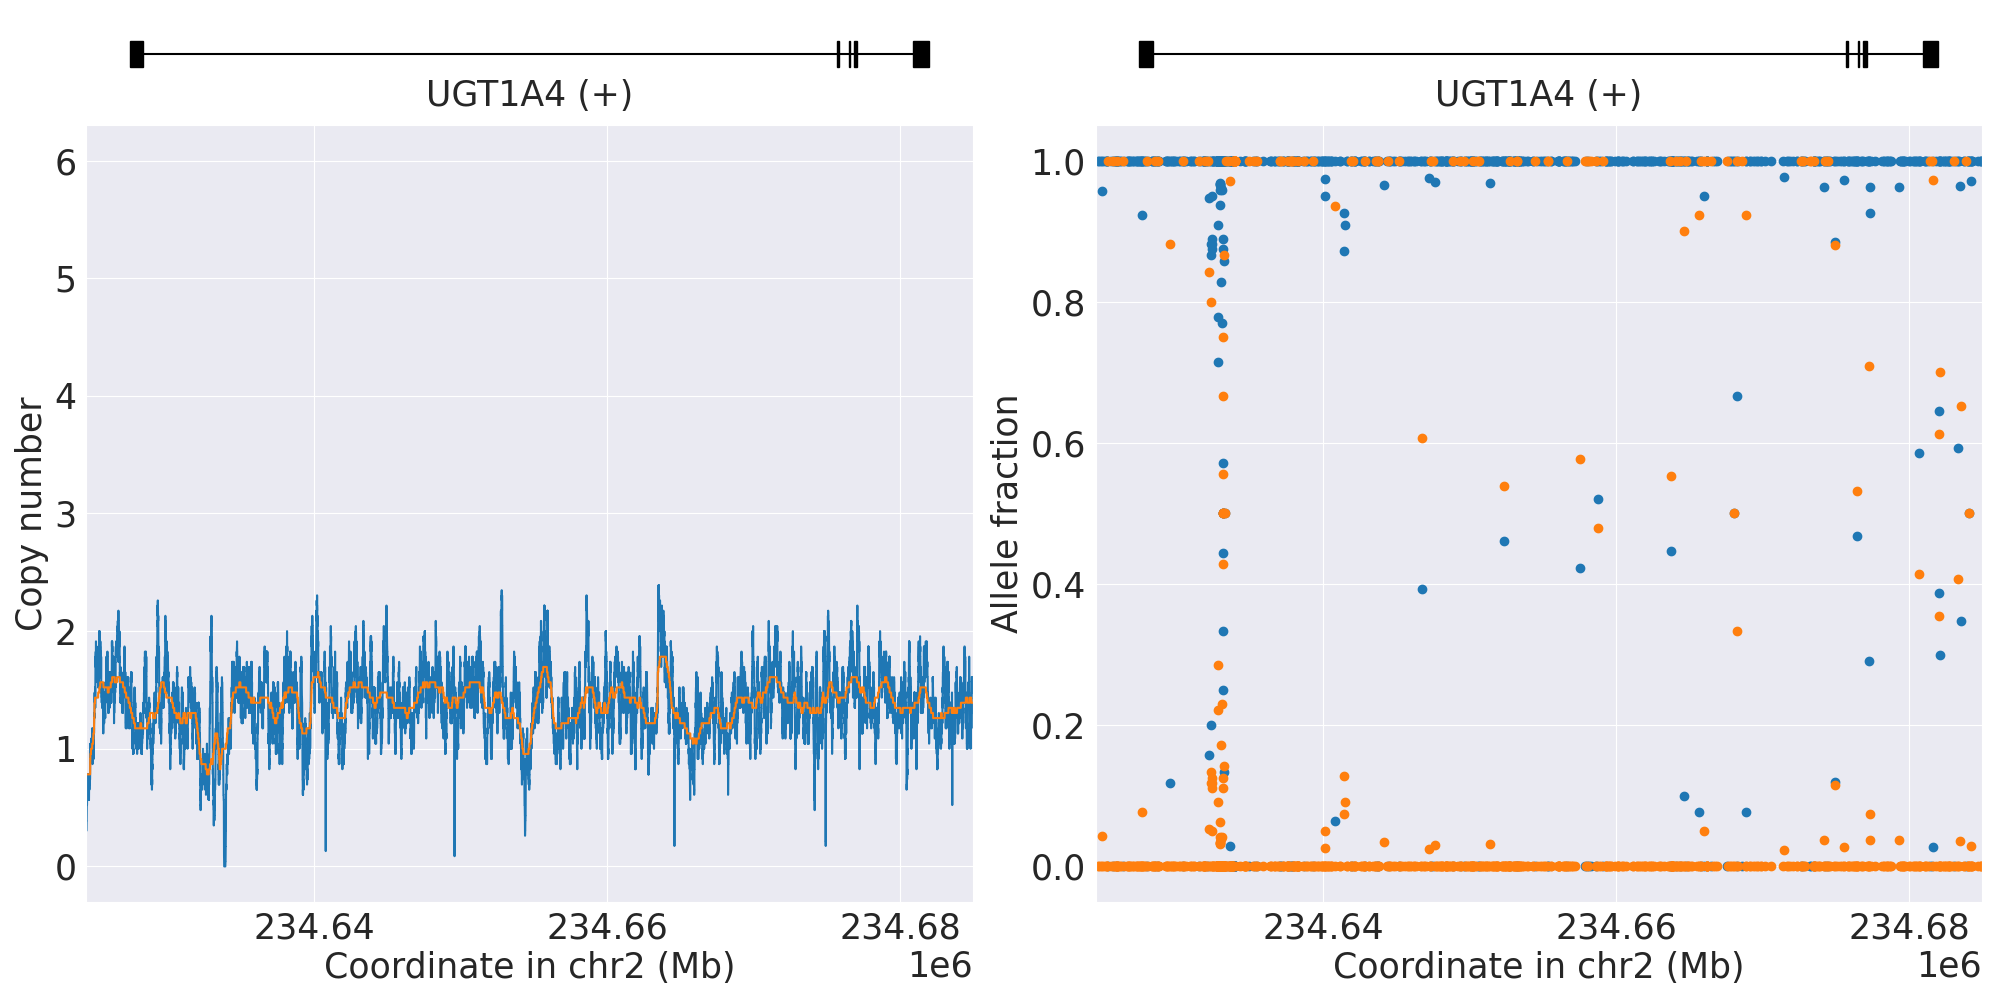 UGT1A4 (+)
Copy number
6
5
4
3
2
1
0
234.64 234.66 234.68
Coordinate in chr2 (Mb)
1e6
UGT1A4 (+)
Allele fraction
1.0
0.8
0.6
0.4
0.2
0.0
234.64 234.66 234.68
Coordinate in chr2 (Mb)
1e6